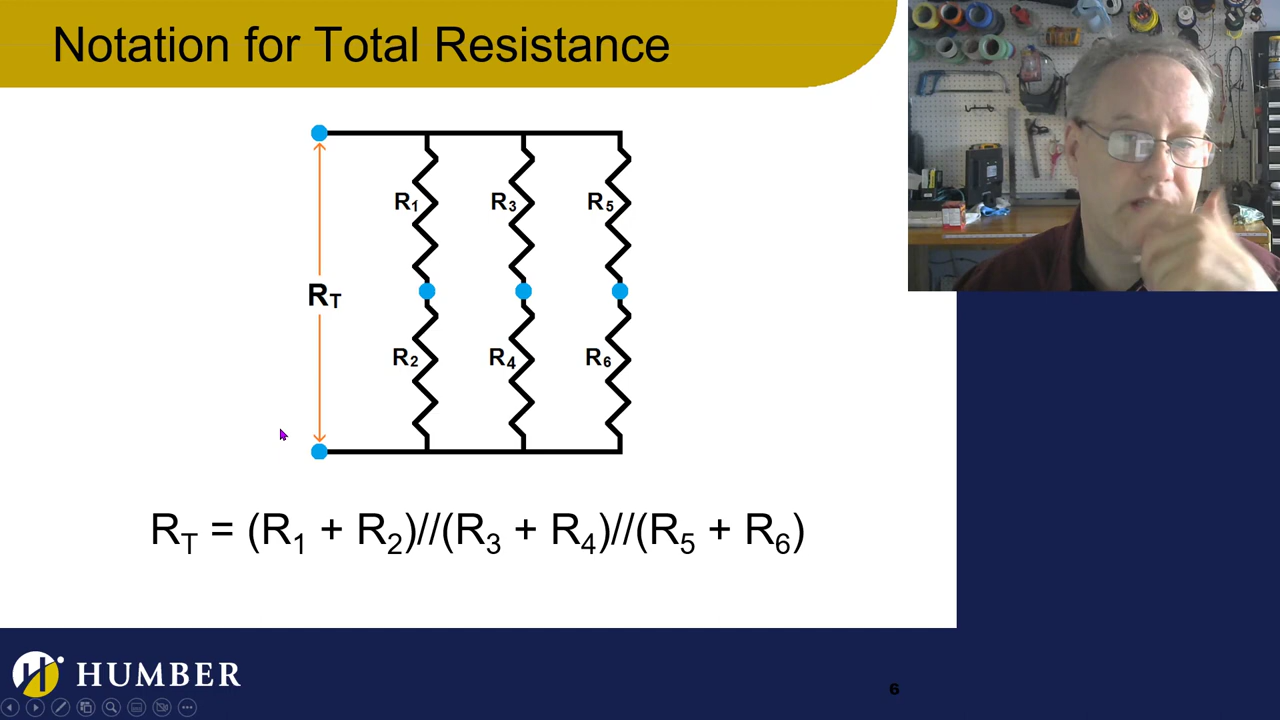 Notation for Total Resistance
R₁ R₃ R₅
R_T
R₂ R₄ R₆
R_T = (R₁ + R₂)//(R₃ + R₄)//(R₅ + R₆)
HUMBER
6